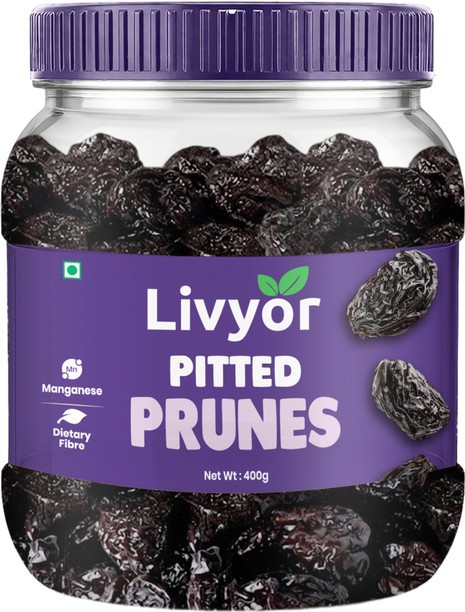 Livyor
PITTED
PRUNES
Mn
Manganese
Dietary
Fibre
Net Wt : 400g